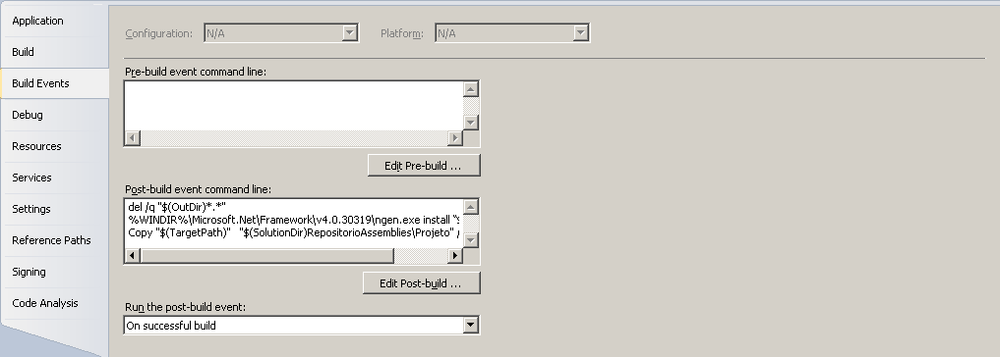 Application
Build
Build Events
Debug
Resources
Services
Settings
Reference Paths
Signing
Code Analysis
Configuration: N/A Platform: N/A
Pre-build event command line:
Edit Pre-build ...
Post-build event command line:
del /q "$(OutDir)*.*"
%WINDIR%\Microsoft.Net\Framework\v4.0.30319\ngen.exe install "$
Copy "$(TargetPath)" "$(SolutionDir)RepositorioAssemblies\Projeto" /
Edit Post-build ...
Run the post-build event:
On successful build